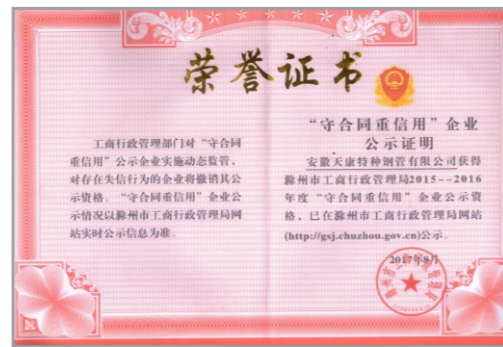 荣誉证书
工商行政管理部门对“守合同
重信用”公示企业实施动态监管，
对存在失信行为的企业将撤销其公
示资格。“守合同重信用”企业公
示情况以滁州市工商行政管理局网
站实时公示信息为准。
“守合同重信用”企业
公示证明
安徽天康特种钢管有限公司获得
滁州市工商行政管理局2015--2016
年度“守合同重信用”企业公示资
格，已在滁州市工商行政管理局网站
(http://gsj.chuzhou.gov.cn)公示。
2017年8月